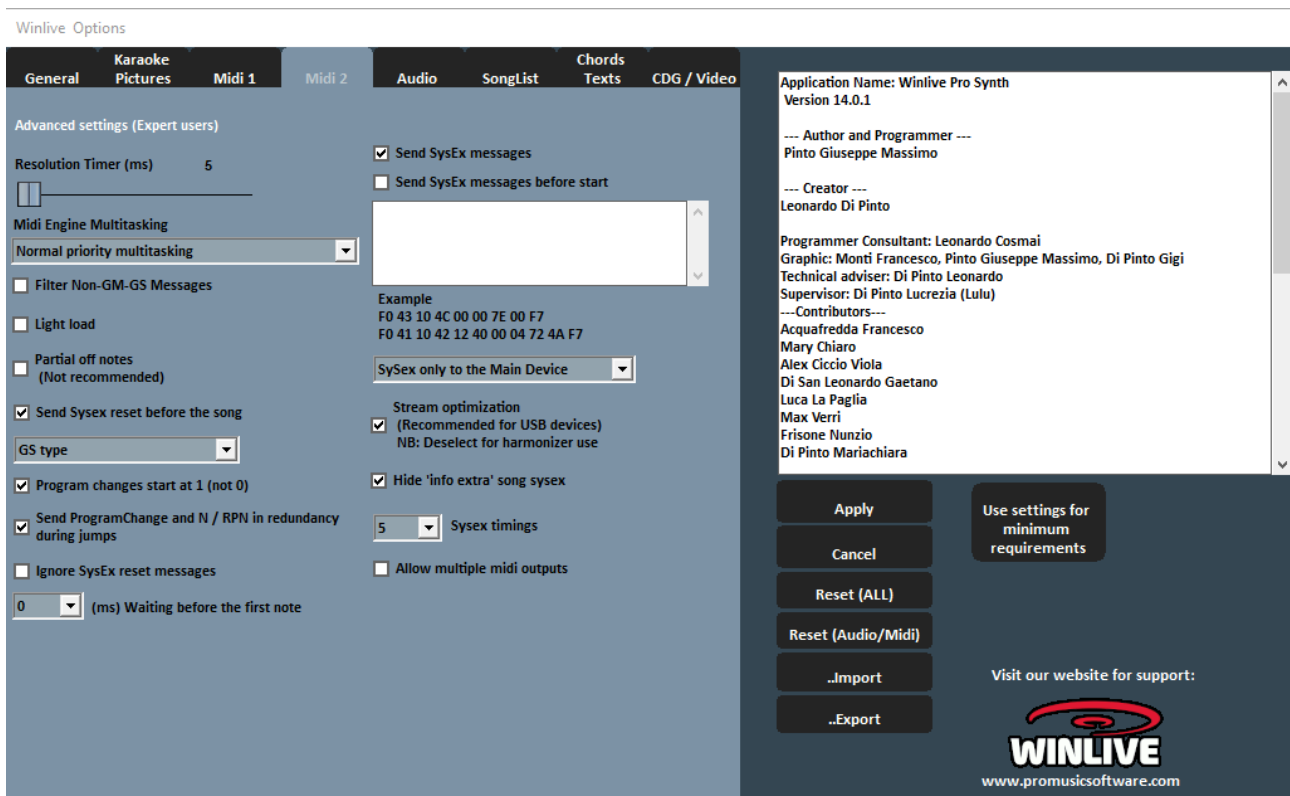 Winlive Options
General
Karaoke
Pictures
Midi 1
Midi 2
Audio
SongList
Chords
Texts
CDG / Video
Advanced settings (Expert users)
Resolution Timer (ms) 5
Midi Engine Multitasking
Normal priority multitasking
Filter Non-GM-GS Messages
Light load
Partial off notes
(Not recommended)
Send Sysex reset before the song
GS type
Program changes start at 1 (not 0)
Send ProgramChange and N / RPN in redundancy
during jumps
Ignore SysEx reset messages
0 (ms) Waiting before the first note
Send SysEx messages
Send SysEx messages before start
Example
F0 43 10 4C 00 00 7E 00 F7
F0 41 10 42 12 40 00 04 72 4A F7
SySex only to the Main Device
Stream optimization
(Recommended for USB devices)
NB: Deselect for harmonizer use
Hide 'info extra' song sysex
5 Sysex timings
Allow multiple midi outputs
Application Name: Winlive Pro Synth
Version 14.0.1
--- Author and Programmer ---
Pinto Giuseppe Massimo
--- Creator ---
Leonardo Di Pinto
Programmer Consultant: Leonardo Cosmai
Graphic: Monti Francesco, Pinto Giuseppe Massimo, Di Pinto Gigi
Technical adviser: Di Pinto Leonardo
Supervisor: Di Pinto Lucrezia (Lulu)
---Contributors---
Acquafredda Francesco
Mary Chiaro
Alex Ciccio Viola
Di San Leonardo Gaetano
Luca La Paglia
Max Verri
Frisone Nunzio
Di Pinto Mariachiara
Apply
Cancel
Reset (ALL)
Reset (Audio/Midi)
..Import
..Export
Use settings for
minimum
requirements
Visit our website for support:
WINLIVE
www.promusicsoftware.com